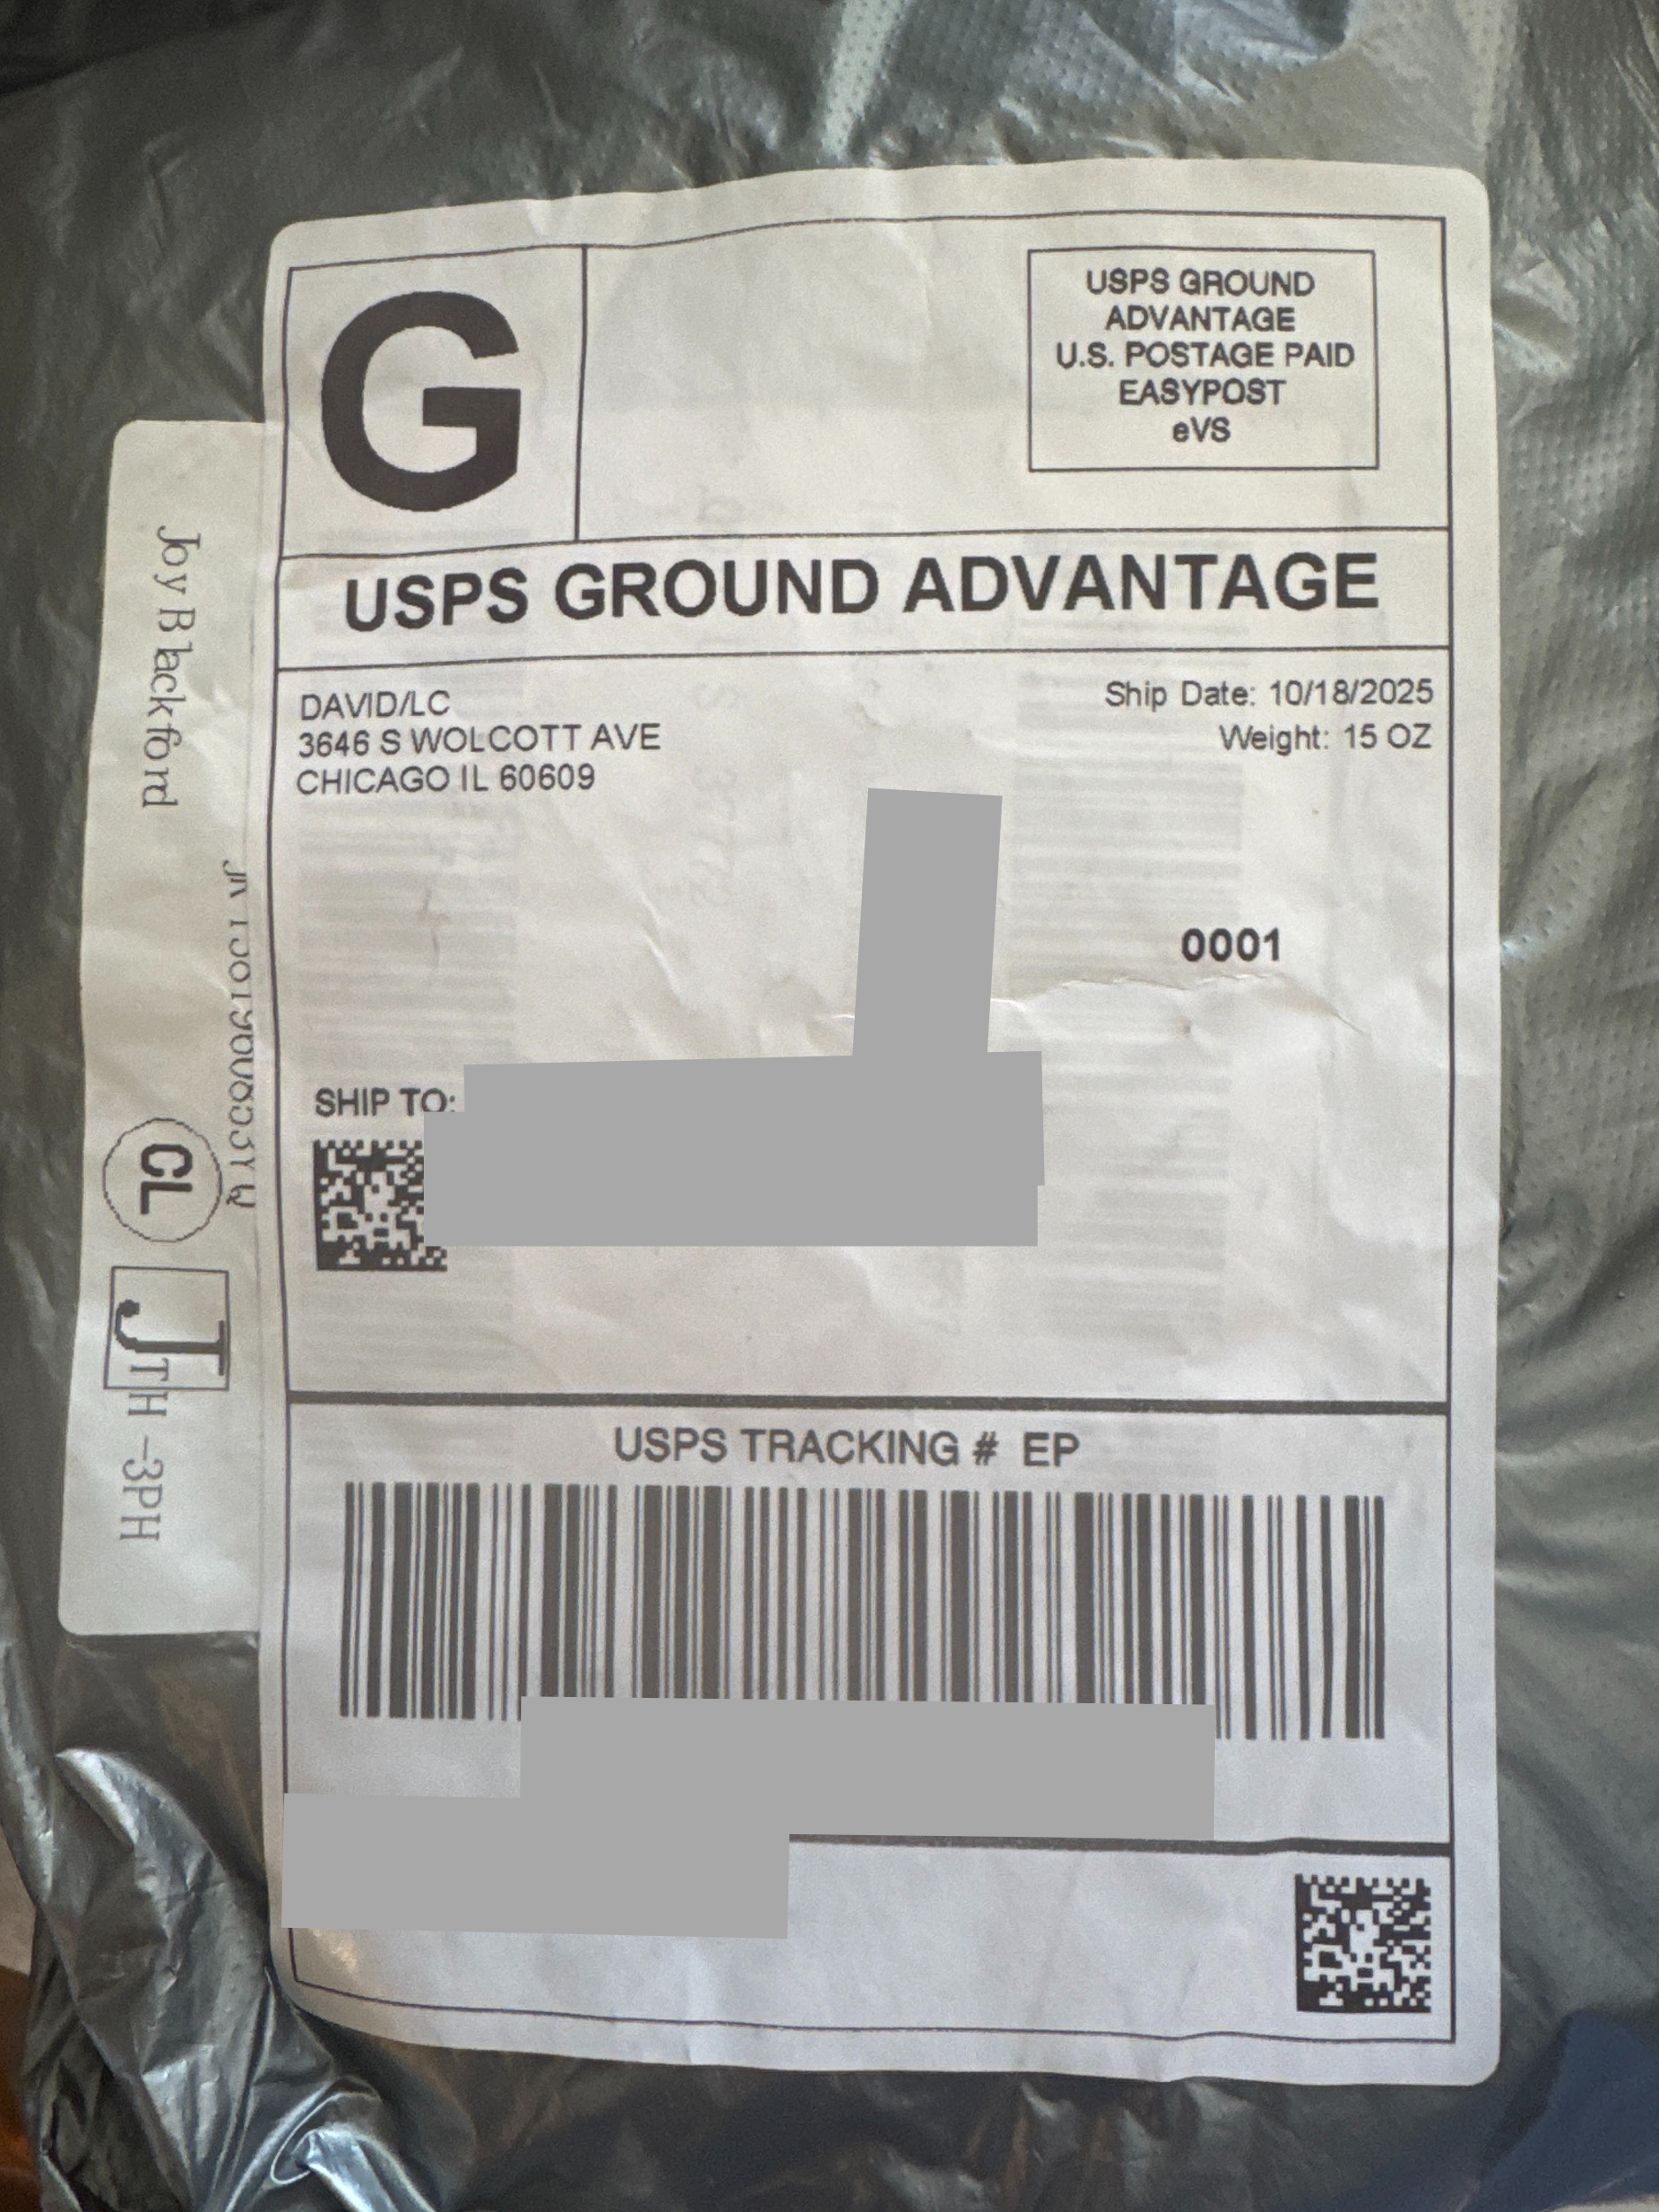 G
USPS GROUND
ADVANTAGE
U.S. POSTAGE PAID
EASYPOST
eVS
USPS GROUND ADVANTAGE
DAVID/LC
3646 S WOLCOTT AVE
CHICAGO IL 60609
Ship Date: 10/18/2025
Weight: 15 OZ
0001
SHIP TO:
USPS TRACKING # EP
Joy Blackford
CL
J
TH -3PH